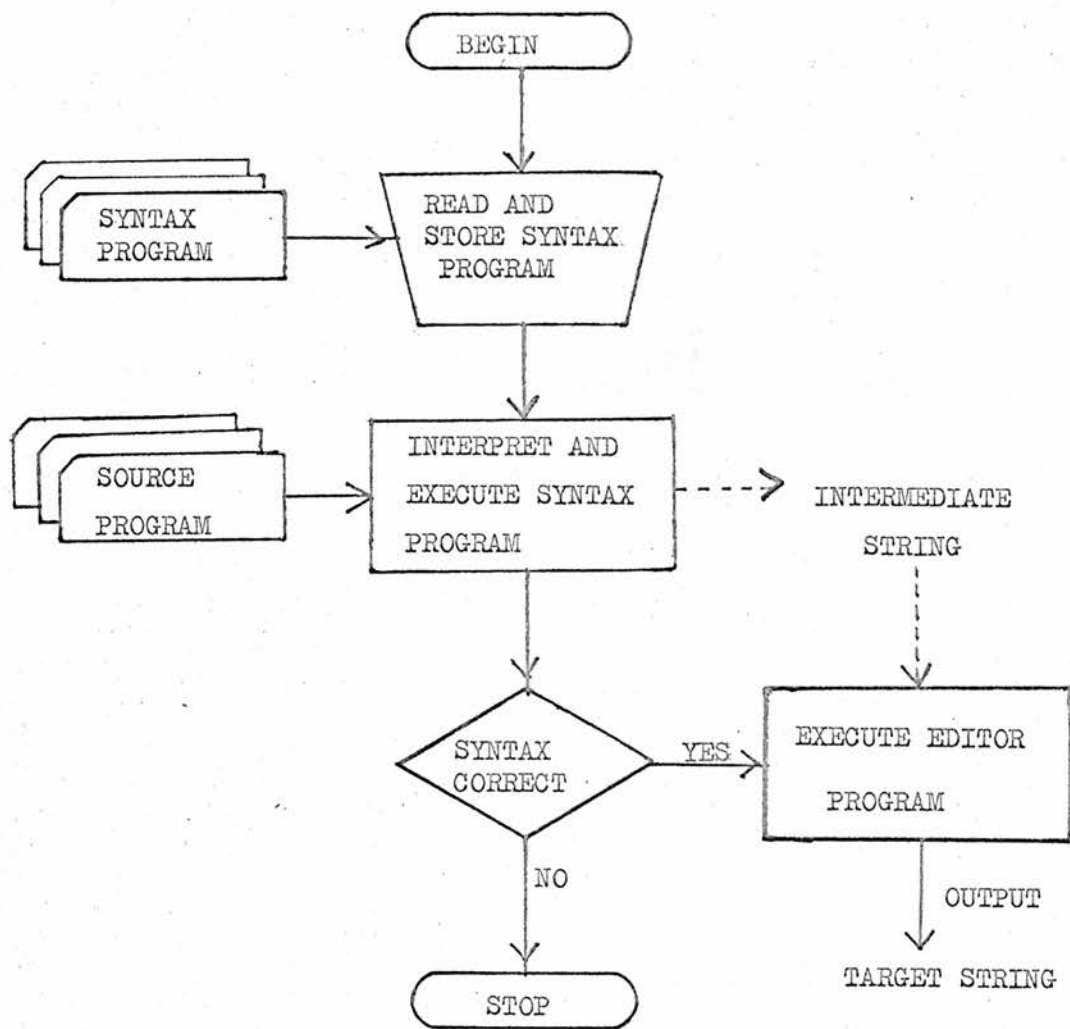 BEGIN
READ AND
STORE SYNTAX
PROGRAM
SYNTAX
PROGRAM
INTERPRET AND
EXECUTE SYNTAX
PROGRAM
SOURCE
PROGRAM
INTERMEDIATE
STRING
SYNTAX
CORRECT
YES
EXECUTE EDITOR
PROGRAM
NO
OUTPUT
TARGET STRING
STOP